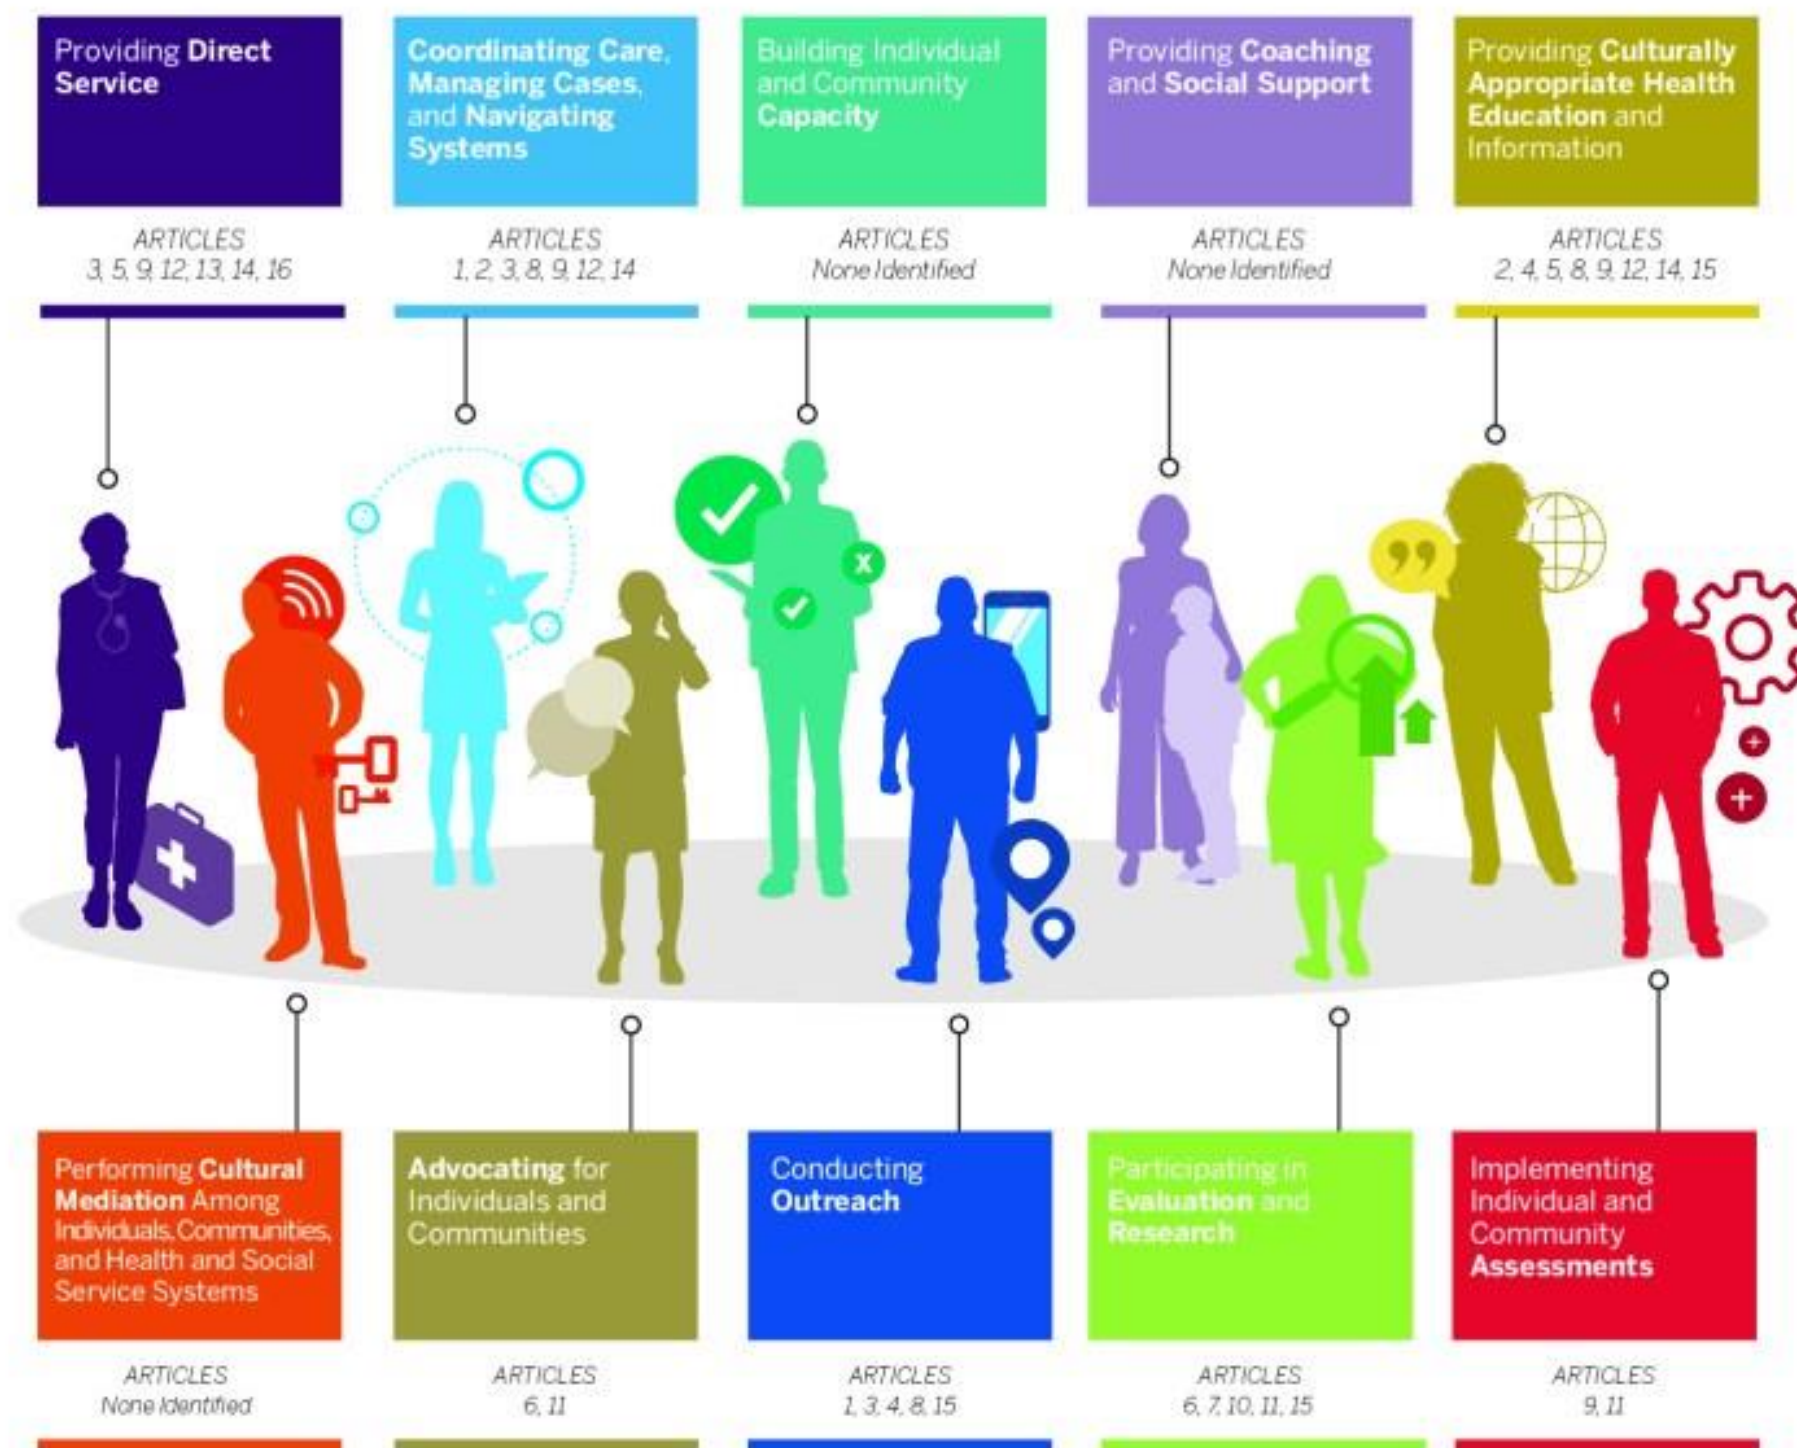 Providing Direct
Service
ARTICLES
3, 5, 9, 12, 13, 14, 16
Coordinating Care,
Managing Cases,
and Navigating
Systems
ARTICLES
1, 2, 3, 8, 9, 12, 14
Building Individual
and Community
Capacity
ARTICLES
None Identified
Providing Coaching
and Social Support
ARTICLES
None Identified
Providing Culturally
Appropriate Health
Education and
Information
ARTICLES
2, 4, 5, 8, 9, 12, 14, 15
Performing Cultural
Mediation Among
Individuals, Communities,
and Health and Social
Service Systems
ARTICLES
None Identified
Advocating for
Individuals and
Communities
ARTICLES
6, 11
Conducting
Outreach
ARTICLES
1, 3, 4, 8, 15
Participating in
Evaluation and
Research
ARTICLES
6, 7, 10, 11, 15
Implementing
Individual and
Community
Assessments
ARTICLES
9, 11